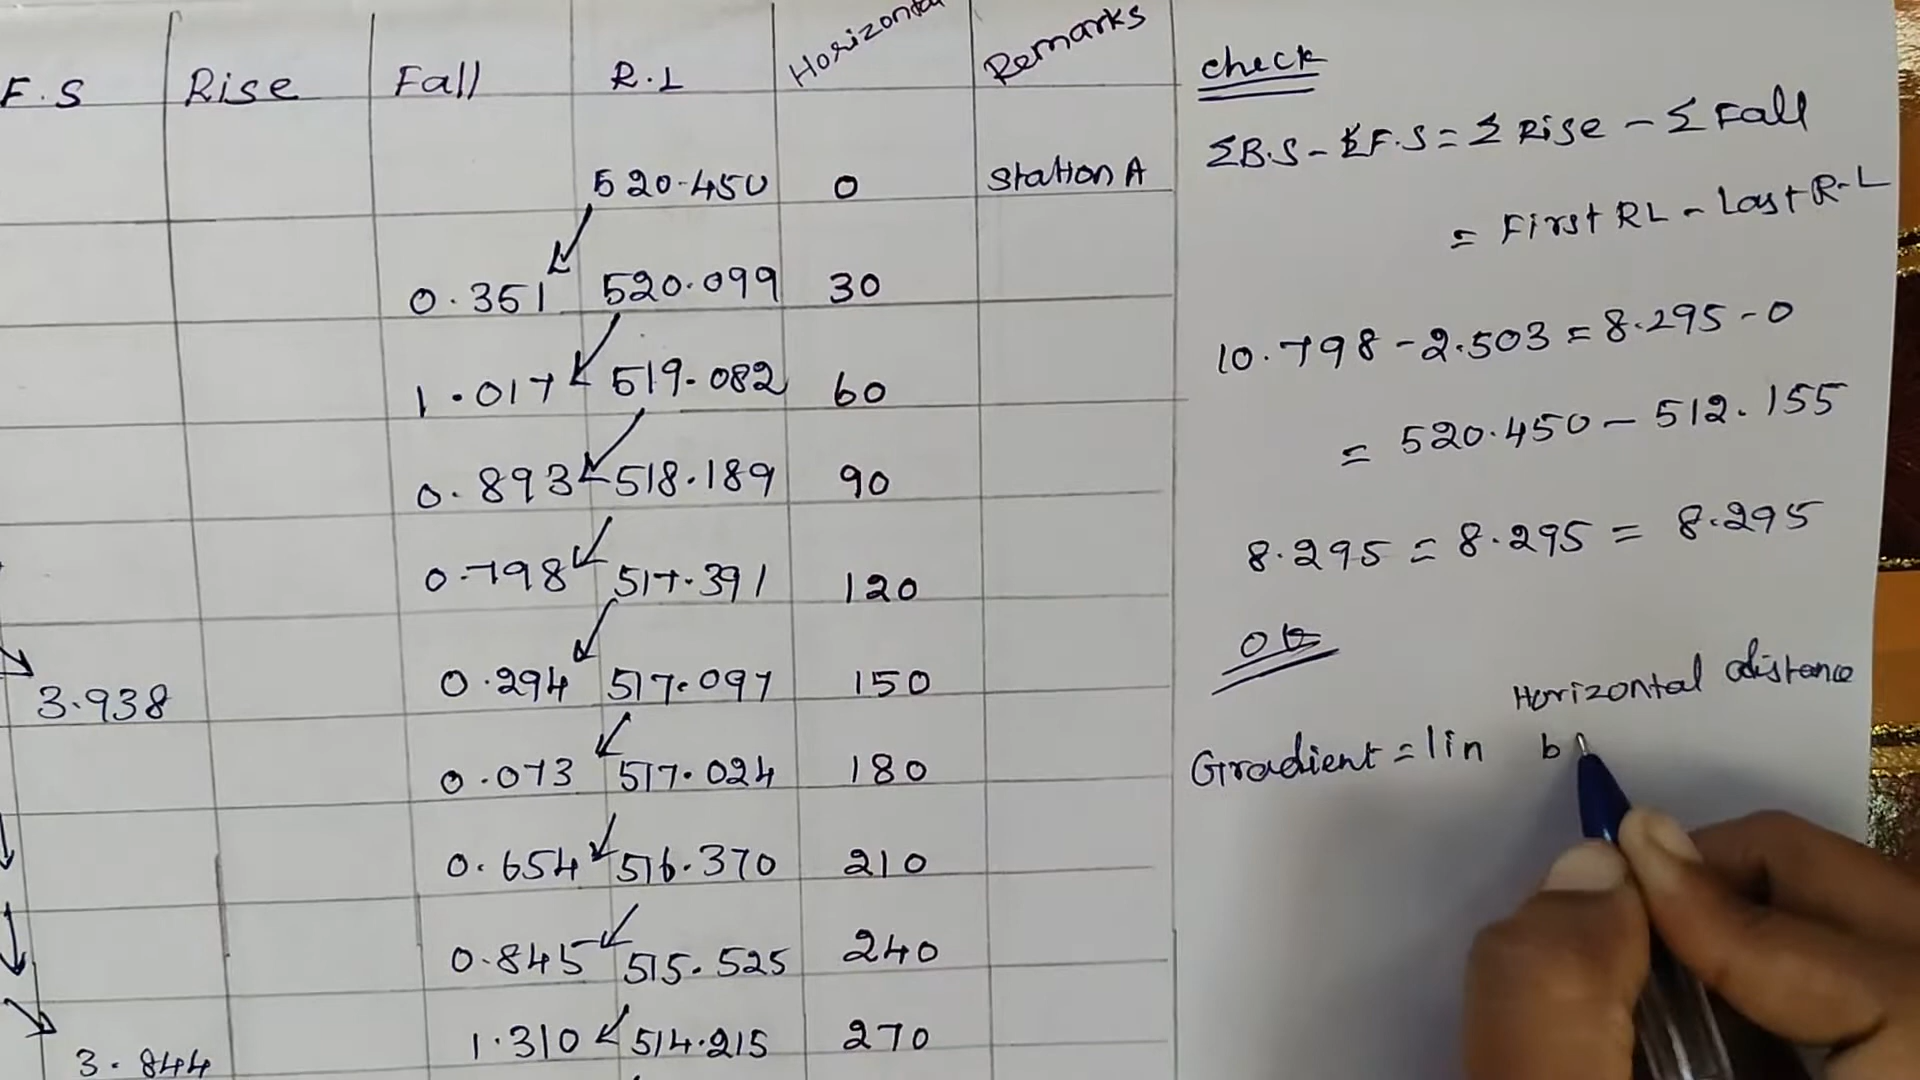 F.S Rise Fall R.L Horizontal Remarks
520.450 0 Station A
0.351 520.099 30
1.017 519.082 60
0.893 518.189 90
0.798 517.391 120
3.938 0.294 517.097 150
0.073 517.024 180
0.654 516.370 210
0.845 515.525 240
3.844 1.310 514.215 270
check
ΣB.S - ΣF.S = Σ Rise - Σ Fall
= First RL - Last R.L
10.798 - 2.503 = 8.295 - 0
= 520.450 - 512.155
8.295 = 8.295 = 8.295
OK
Horizontal distance
Gradient = 1 in b